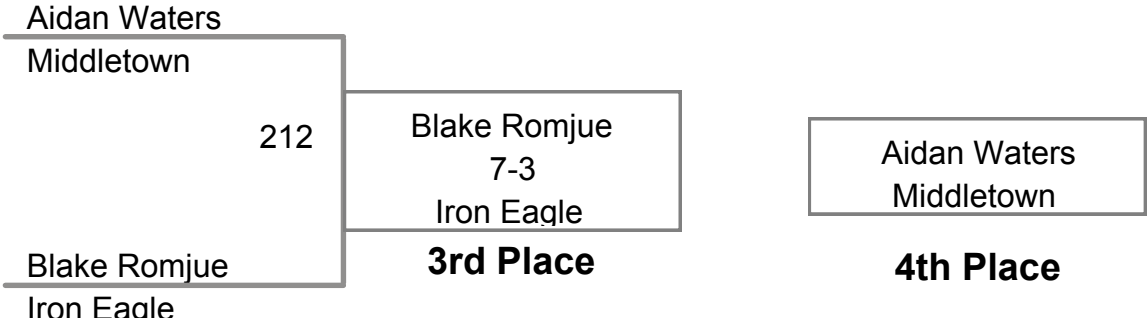 Aidan Waters
Middletown
212
Blake Romjue
7-3
Iron Eagle
3rd Place
Aidan Waters
Middletown
4th Place
Blake Romjue
Iron Eagle